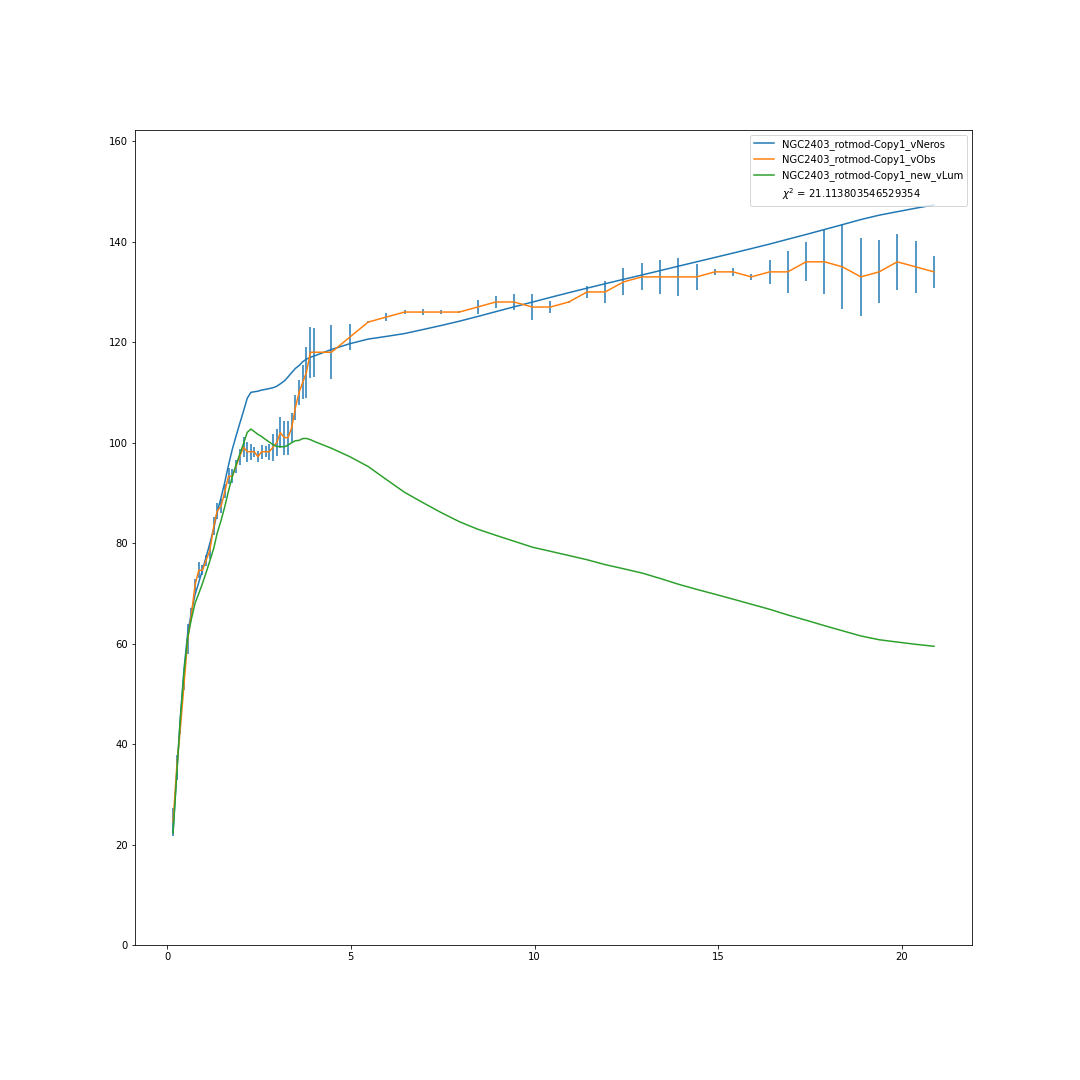 160
140
120
100
80
60
40
20
0
0 5 10 15 20
NGC2403_rotmod-Copy1_vNeros
NGC2403_rotmod-Copy1_vObs
NGC2403_rotmod-Copy1_new_vLum
χ² = 21.113803546529354